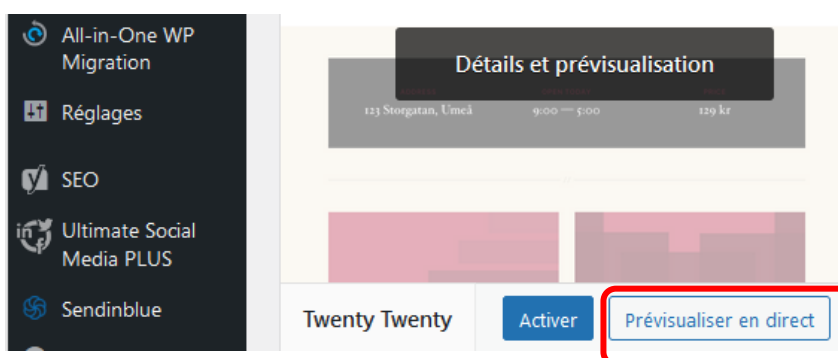 All-in-One WP
Migration
Réglages
SEO
Ultimate Social
Media PLUS
Sendinblue
Détails et prévisualisation
123 Storgatan, Umeå
9:00 — 5:00
129 kr
Twenty Twenty
Activer
Prévisualiser en direct